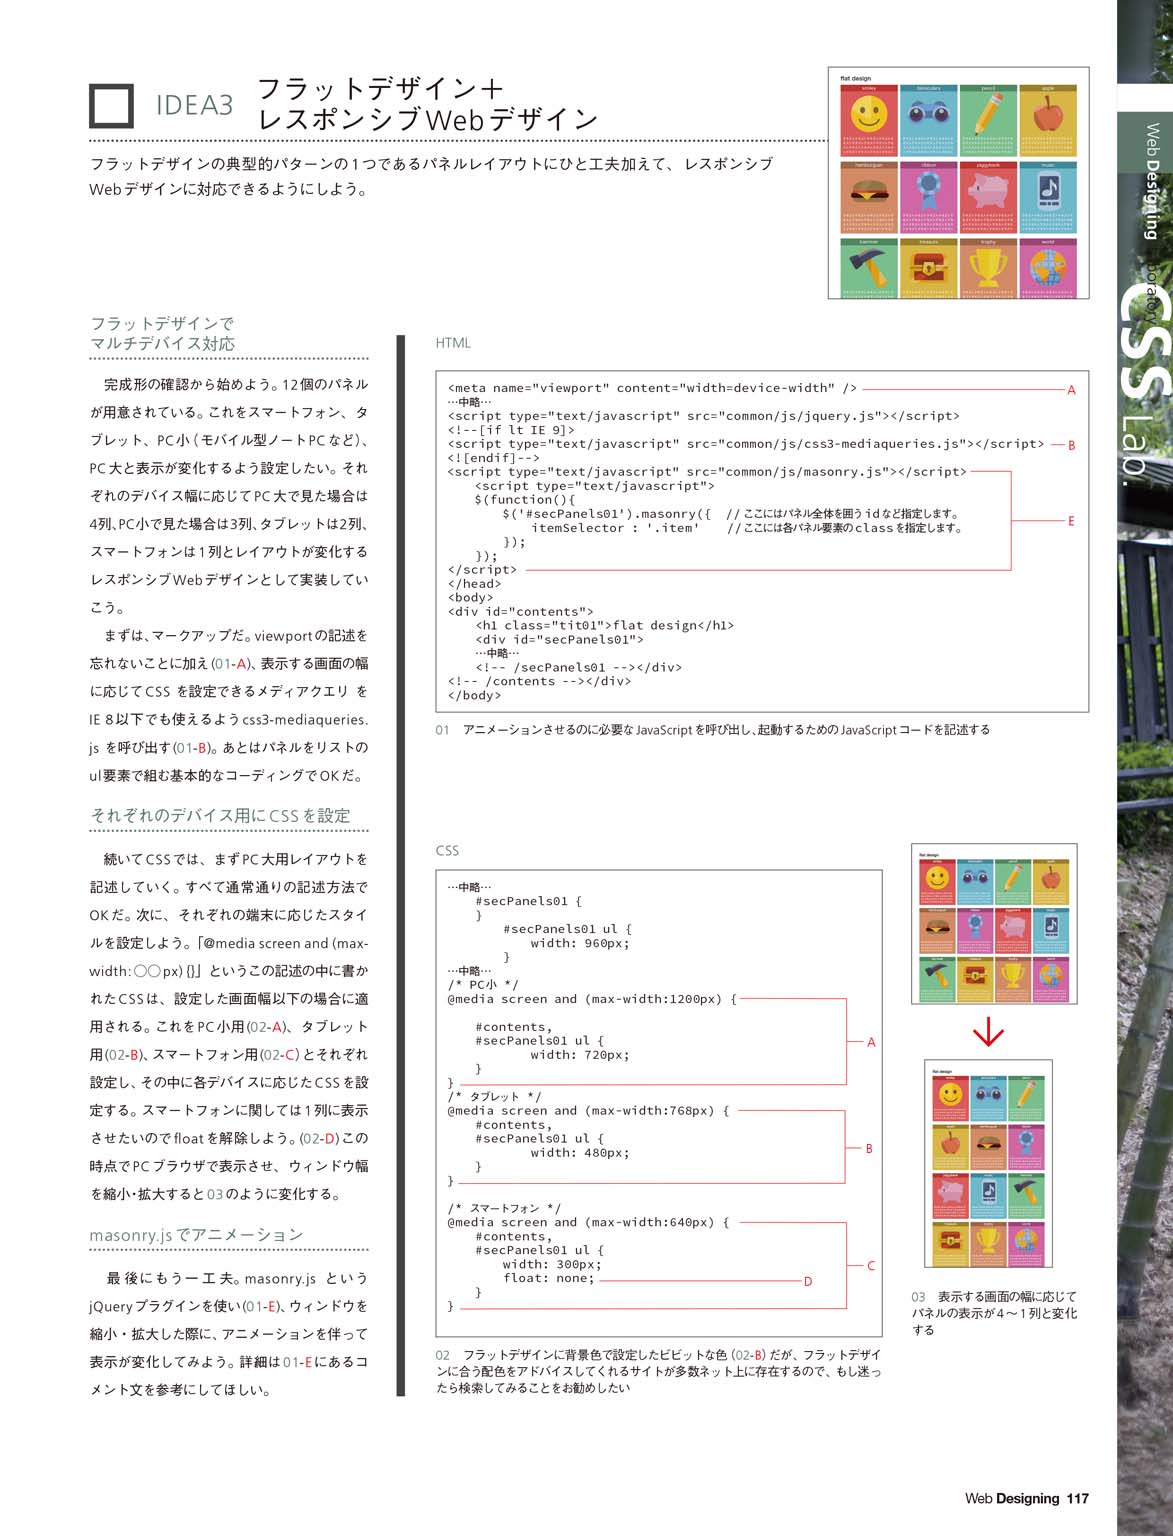 IDEA3
フラットデザイン＋
レスポンシブWebデザイン
フラットデザインの典型的パターンの1つであるパネルレイアウトにひと工夫加えて、レスポンシブ
Webデザインに対応できるようにしよう。
flat design
smiley
binoculars
pencil
apple
hamburguer
ribbon
piggybank
music
hammer
treasure
trophy
world
Web Designing
CSS Lab.
フラットデザインで
マルチデバイス対応
完成形の確認から始めよう。12個のパネル
が用意されている。これをスマートフォン、タ
ブレット、PC小（モバイル型ノートPCなど）、
PC大と表示が変化するよう設定したい。それ
ぞれのデバイス幅に応じてPC大で見た場合は
4列、PC小で見た場合は3列、タブレットは2列、
スマートフォンは1列とレイアウトが変化する
レスポンシブWebデザインとして実装してい
こう。
まずは、マークアップだ。viewportの記述を
忘れないことに加え(01-A)、表示する画面の幅
に応じてCSS を設定できるメディアクエリ を
IE 8以下でも使えるようcss3-mediaqueries.
js を呼び出す(01-B)。あとはパネルをリストの
ul要素で組む基本的なコーディングでOKだ。
それぞれのデバイス用にCSSを設定
続いてCSSでは、まずPC大用レイアウトを
記述していく。すべて通常通りの記述方法で
OKだ。次に、それぞれの端末に応じたスタイ
ルを設定しよう。「@media screen and (max-
width:○○px) {}」というこの記述の中に書か
れたCSSは、設定した画面幅以下の場合に適
用される。これをPC小用(02-A)、タブレット
用(02-B)、スマートフォン用(02-C)とそれぞれ
設定し、その中に各デバイスに応じたCSSを設
定する。スマートフォンに関しては1列に表示
させたいのでfloatを解除しよう。(02-D)この
時点でPCブラウザで表示させ、ウィンドウ幅
を縮小・拡大すると03のように変化する。
masonry.jsでアニメーション
最後にもう一工夫。masonry.js という
jQueryプラグインを使い(01-E)、ウィンドウを
縮小・拡大した際に、アニメーションを伴って
表示が変化してみよう。詳細は01-Eにあるコ
メント文を参考にしてほしい。
HTML
<meta name="viewport" content="width=device-width" /> A
…中略…
<script type="text/javascript" src="common/js/jquery.js"></script>
<!--[if lt IE 9]>
<script type="text/javascript" src="common/js/css3-mediaqueries.js"></script> B
<![endif]-->
<script type="text/javascript" src="common/js/masonry.js"></script>
<script type="text/javascript">
$(function(){
$('#secPanels01').masonry({ // ここにはパネル全体を囲うidなど指定します。
itemSelector : '.item' // ここには各パネル要素のclassを指定します。
E
});
});
</script>
</head>
<body>
<div id="contents">
<h1 class="tit01">flat design</h1>
<div id="secPanels01">
…中略…
<!-- /secPanels01 --></div>
<!-- /contents --></div>
</body>
01 アニメーションさせるのに必要なJavaScriptを呼び出し、起動するためのJavaScriptコードを記述する
CSS
…中略…
#secPanels01 {
}
#secPanels01 ul {
width: 960px;
}
…中略…
/* PC小 */
@media screen and (max-width:1200px) {
#contents,
#secPanels01 ul { A
width: 720px;
}
}
/* タブレット */
@media screen and (max-width:768px) {
#contents,
#secPanels01 ul { B
width: 480px;
}
}
/* スマートフォン */
@media screen and (max-width:640px) {
#contents,
#secPanels01 ul {
width: 300px; C
float: none; D
}
}
02 フラットデザインに背景色で設定したビビットな色（02-B）だが、フラットデザイ
ンに合う配色をアドバイスしてくれるサイトが多数ネット上に存在するので、もし迷っ
たら検索してみることをお勧めしたい
flat design
flat design
03 表示する画面の幅に応じて
パネルの表示が4〜1列と変化
する
Web Designing 117